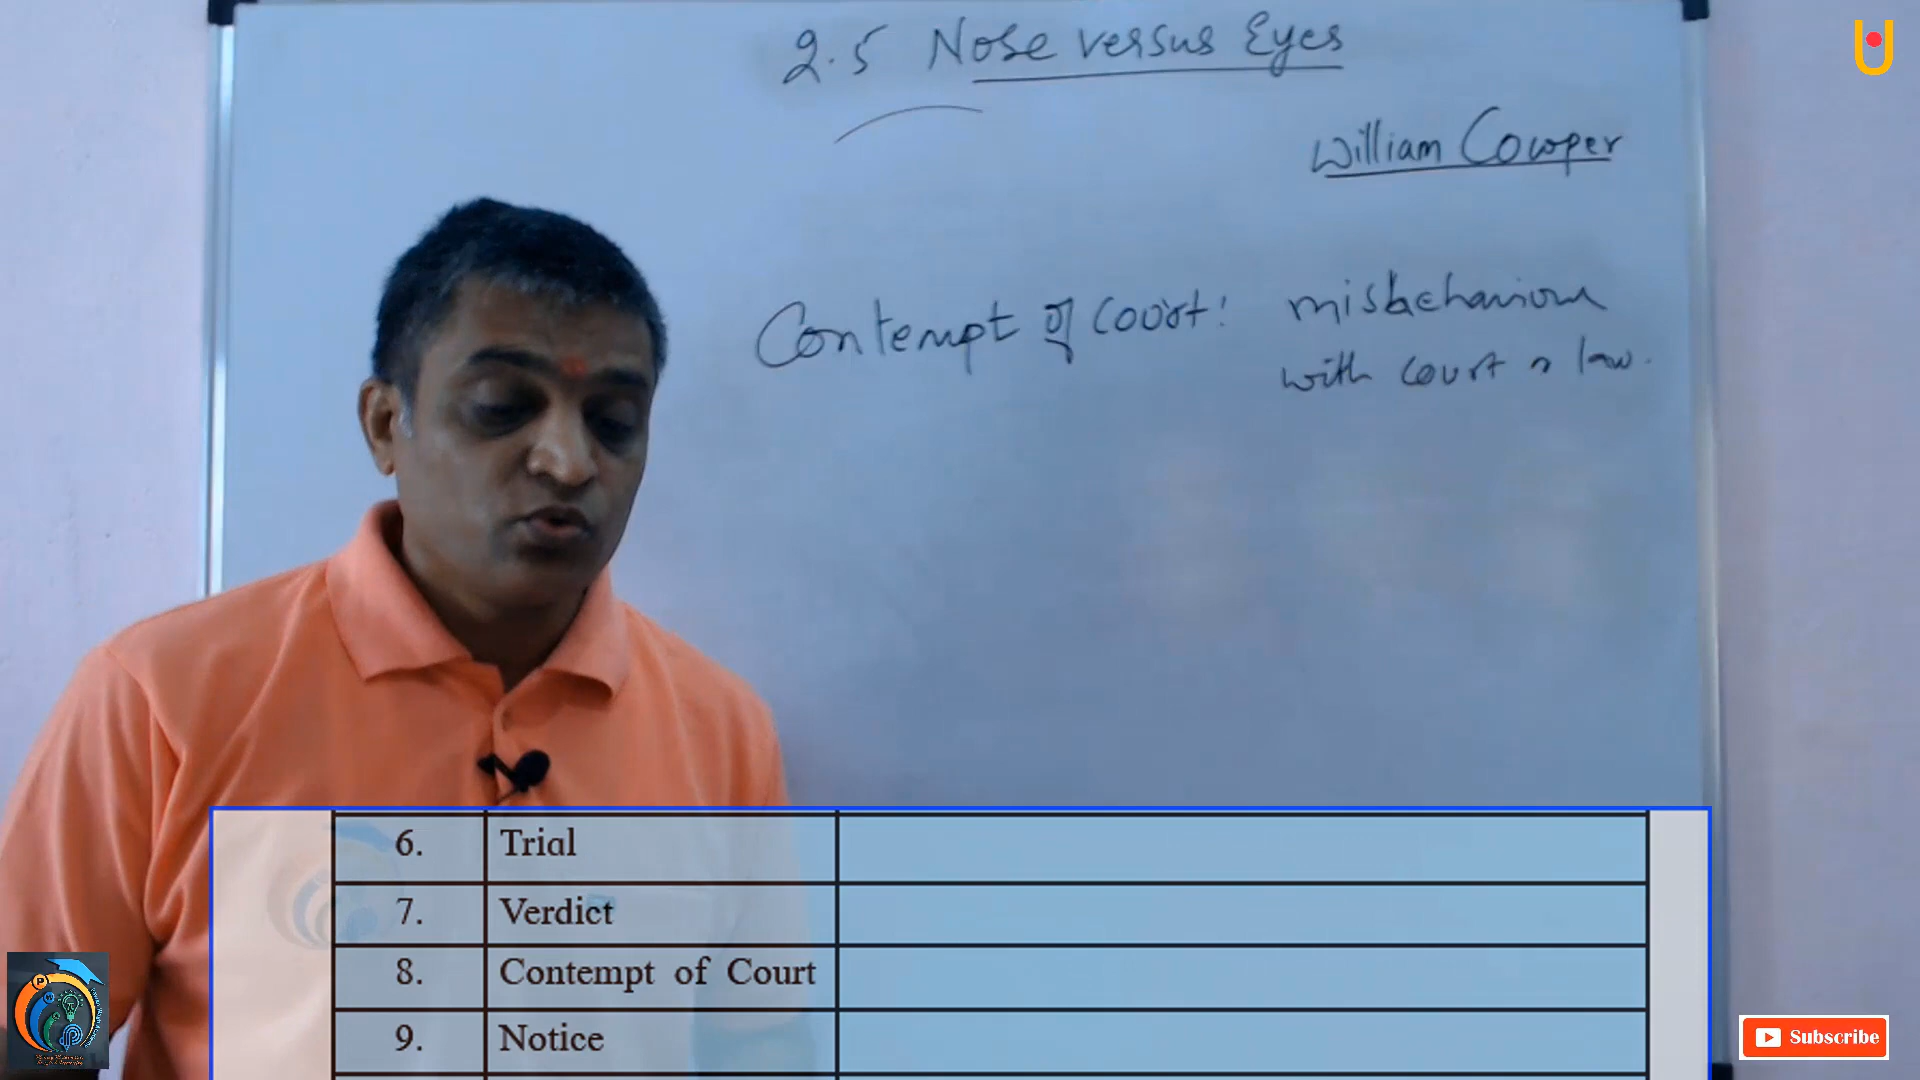 2.5 Nose versus Eyes
William Cowper
Contempt of court: misbehaviour
with court or law.
6. Trial
7. Verdict
8. Contempt of Court
9. Notice
Subscribe